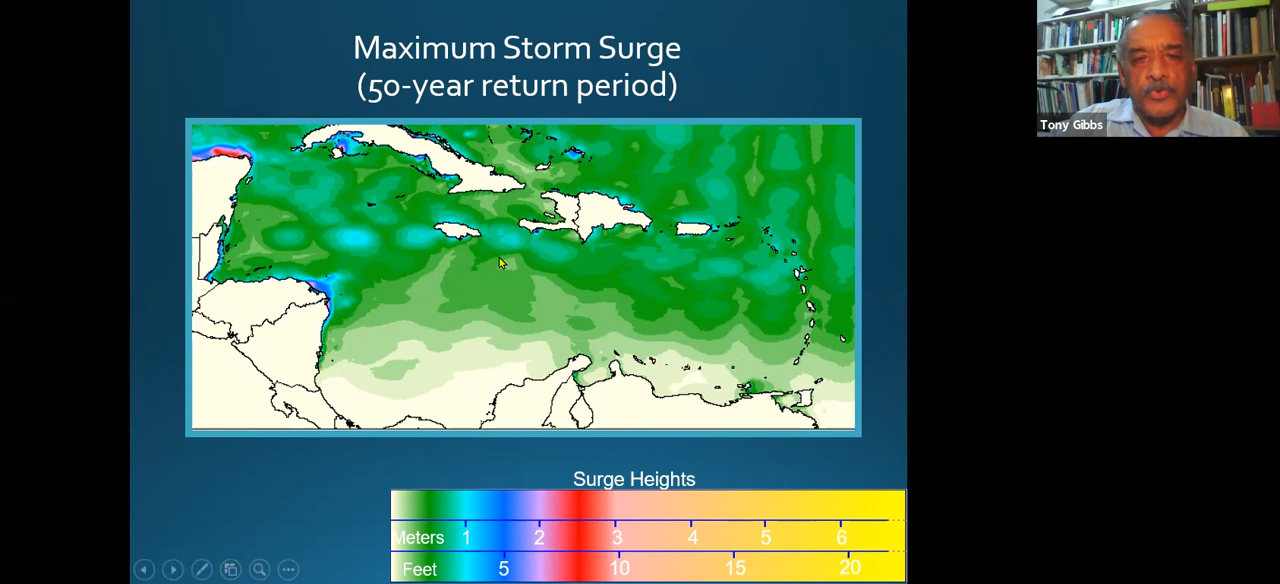 Maximum Storm Surge
(50-year return period)
Tony Gibbs
Surge Heights
Meters 1 2 3 4 5 6
Feet 5 10 15 20